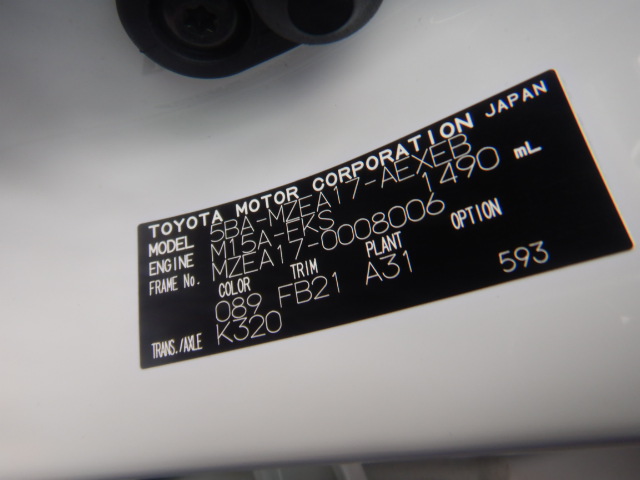 TOYOTA MOTOR CORPORATION JAPAN
MODEL 5BA-MZEA17-AEXEB
ENGINE M15A-FKS 1490 mL
FRAME No. MZEA17-0008006
COLOR TRIM PLANT OPTION
089 FB21 A31 593
TRANS./AXLE K320